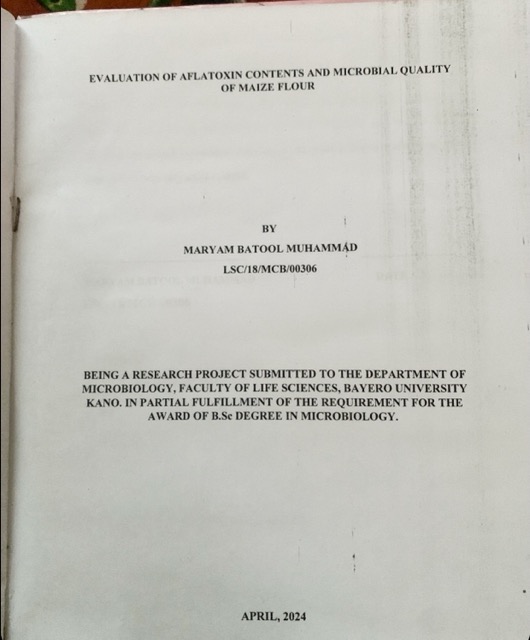 EVALUATION OF AFLATOXIN CONTENTS AND MICROBIAL QUALITY
OF MAIZE FLOUR
BY
MARYAM BATOOL MUHAMMAD
LSC/18/MCB/00306
BEING A RESEARCH PROJECT SUBMITTED TO THE DEPARTMENT OF
MICROBIOLOGY, FACULTY OF LIFE SCIENCES, BAYERO UNIVERSITY
KANO. IN PARTIAL FULFILLMENT OF THE REQUIREMENT FOR THE
AWARD OF B.Sc DEGREE IN MICROBIOLOGY.
APRIL, 2024